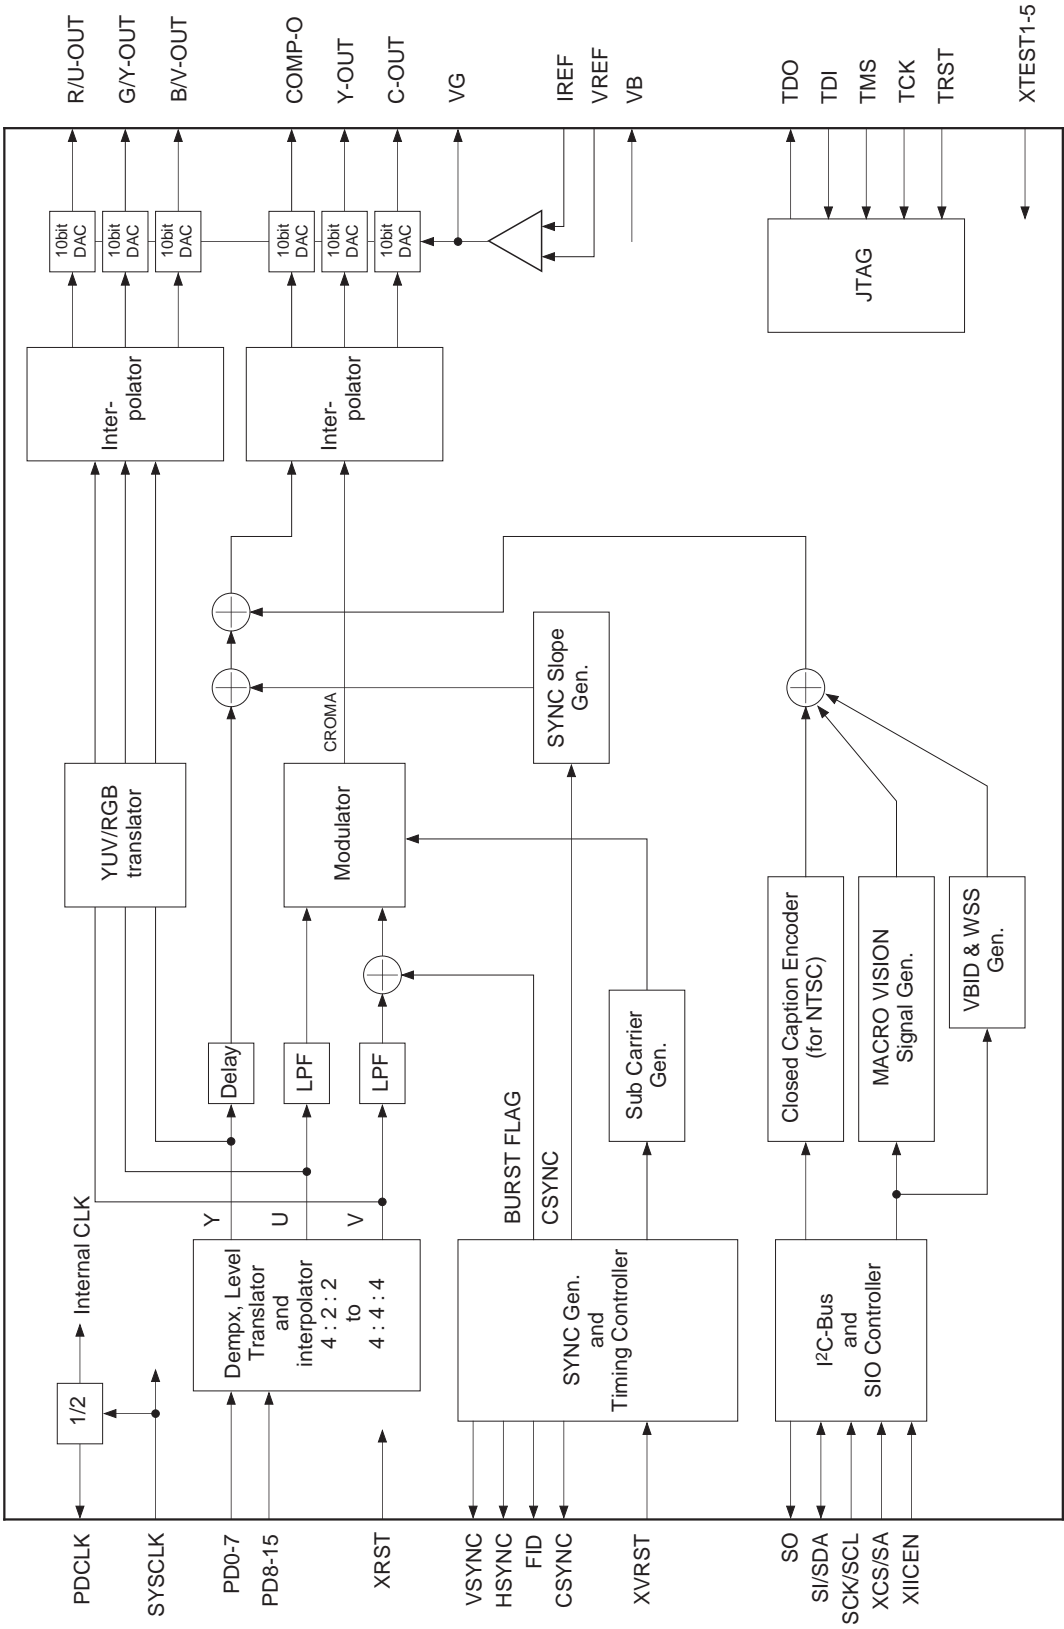 PDCLK
SYSCLK
PD0-7
PD8-15
XRST
VSYNC
HSYNC
FID
CSYNC
XVRST
SO
SI/SDA
SCK/SCL
XCS/SA
XIICEN
1/2
Internal CLK
Dempx, Level
Translator
and
interpolator
4 : 2 : 2
to
4 : 4 : 4
Y
U
V
SYNC Gen.
and
Timing Controller
BURST FLAG
CSYNC
I2C-Bus
and
SIO Controller
Delay
LPF
LPF
Sub Carrier
Gen.
Closed Caption Encoder
(for NTSC)
MACRO VISION
Signal Gen.
VBID & WSS
Gen.
YUV/RGB
translator
Modulator
CROMA
SYNC Slope
Gen.
Inter-
polator
Inter-
polator
10bit
DAC
10bit
DAC
10bit
DAC
10bit
DAC
10bit
DAC
10bit
DAC
JTAG
R/U-OUT
G/Y-OUT
B/V-OUT
COMP-O
Y-OUT
C-OUT
VG
IREF
VREF
VB
TDO
TDI
TMS
TCK
TRST
XTEST1-5